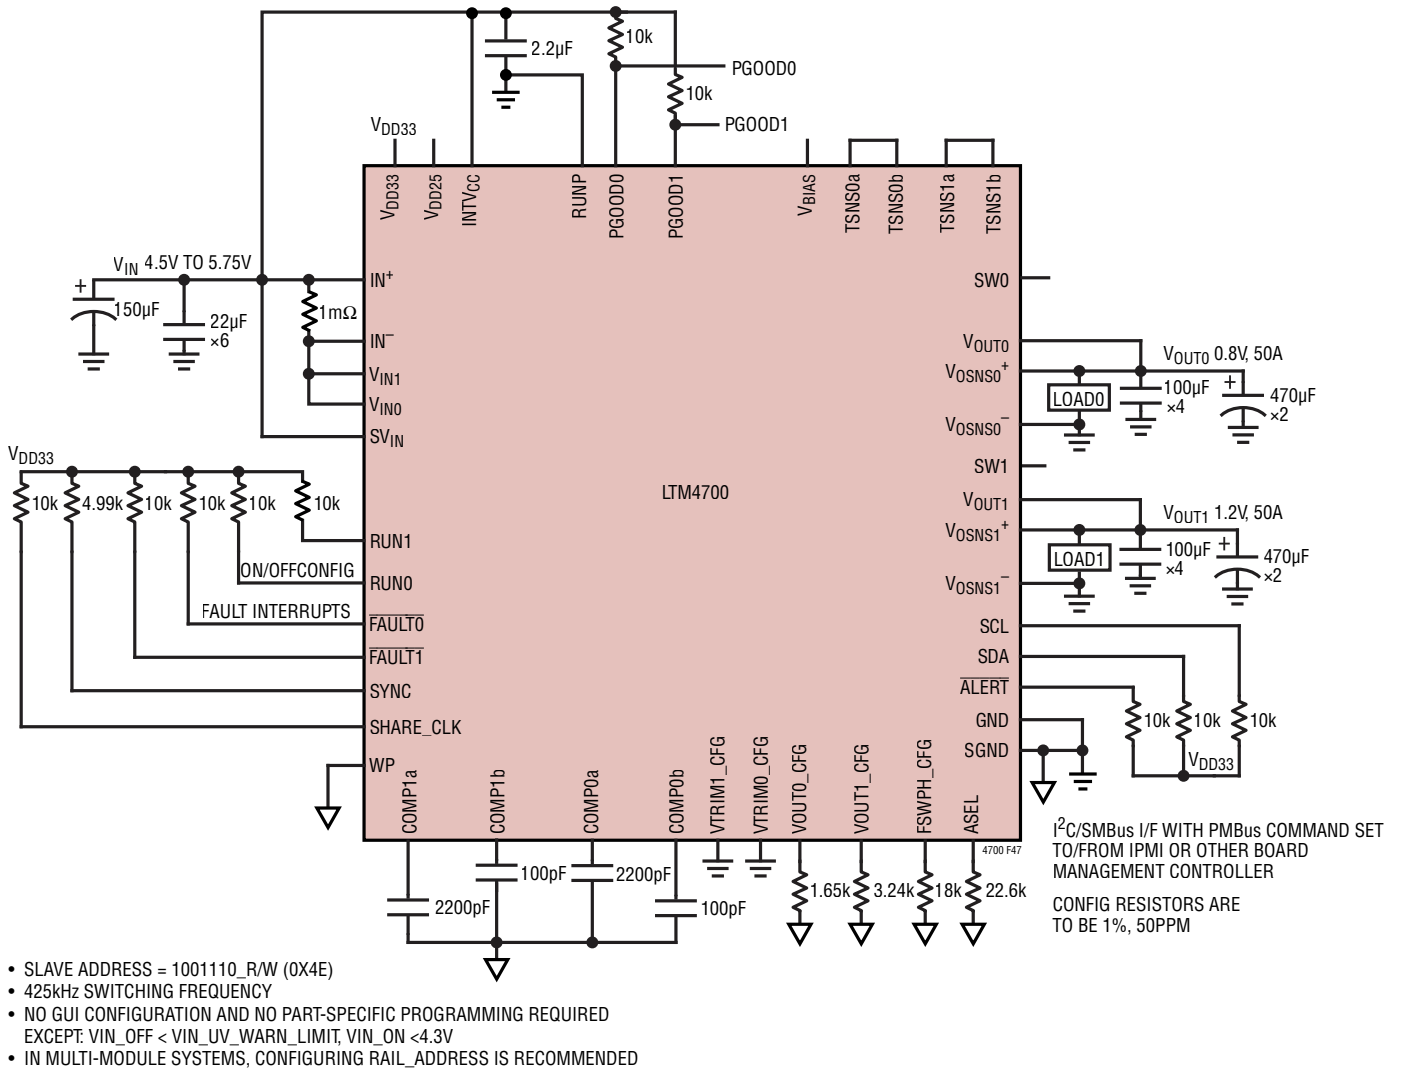 2.2µF
10k
PGOOD0
10k
PGOOD1
VDD33
VDD33
VDD25
INTVCC
RUNP
PGOOD0
PGOOD1
VBIAS
TSNS0a
TSNS0b
TSNS1a
TSNS1b
VIN 4.5V TO 5.75V
+
150µF
22µF
×6
1mΩ
IN+
IN–
VIN1
VIN0
SVIN
VDD33
10k
4.99k
10k
10k
10k
10k
RUN1
ON/OFFCONFIG
RUN0
FAULT INTERRUPTS
FAULT0
FAULT1
SYNC
SHARE_CLK
WP
LTM4700
SW0
VOUT0
VOSNS0+
VOSNS0–
LOAD0
VOUT0 0.8V, 50A
100µF
×4
+
470µF
×2
SW1
VOUT1
VOSNS1+
VOSNS1–
LOAD1
VOUT1 1.2V, 50A
100µF
×4
+
470µF
×2
SCL
SDA
ALERT
GND
SGND
10k
10k
10k
VDD33
COMP1a
COMP1b
COMP0a
COMP0b
VTRIM1_CFG
VTRIM0_CFG
VOUT0_CFG
VOUT1_CFG
FSWPH_CFG
ASEL
4700 F47
2200pF
100pF
2200pF
100pF
1.65k
3.24k
18k
22.6k
I2C/SMBus I/F WITH PMBus COMMAND SET
TO/FROM IPMI OR OTHER BOARD
MANAGEMENT CONTROLLER
CONFIG RESISTORS ARE
TO BE 1%, 50PPM
• SLAVE ADDRESS = 1001110_R/W (0X4E)
• 425kHz SWITCHING FREQUENCY
• NO GUI CONFIGURATION AND NO PART-SPECIFIC PROGRAMMING REQUIRED
EXCEPT: VIN_OFF < VIN_UV_WARN_LIMIT, VIN_ON <4.3V
• IN MULTI-MODULE SYSTEMS, CONFIGURING RAIL_ADDRESS IS RECOMMENDED